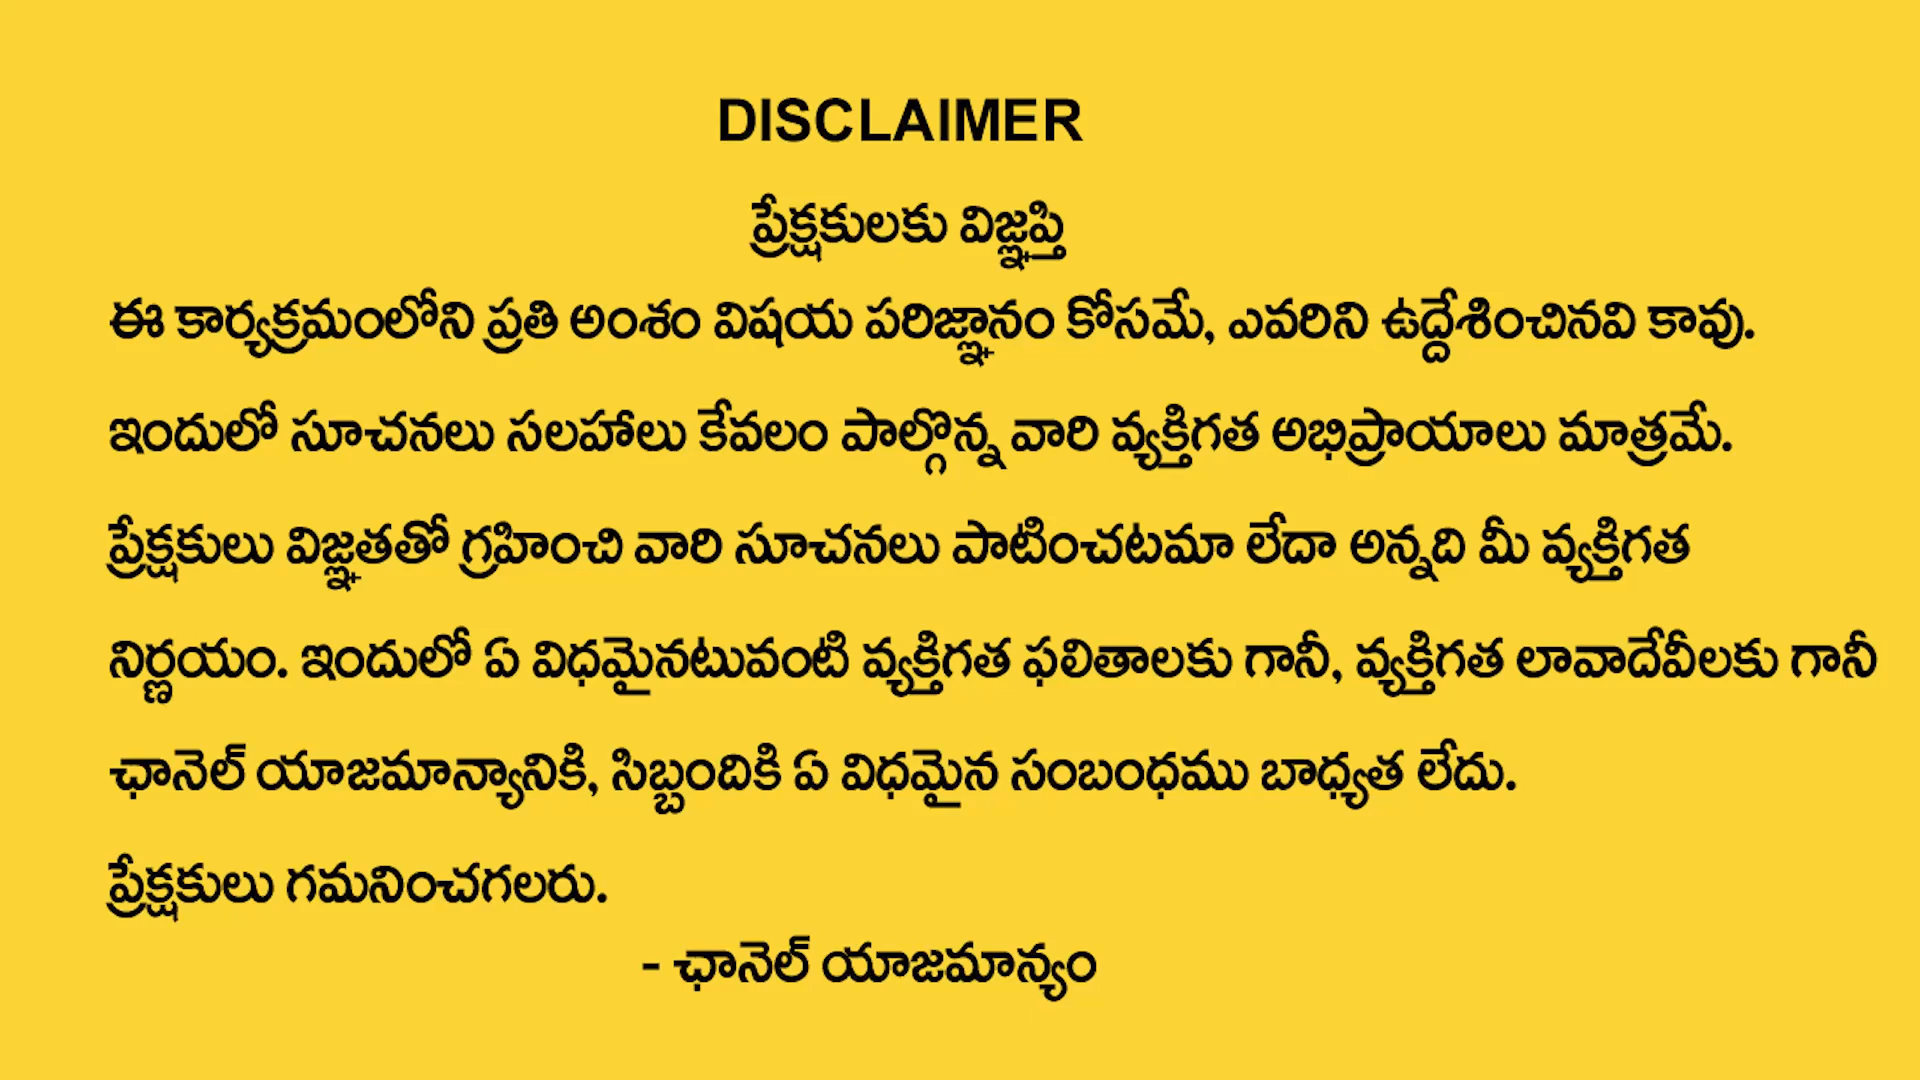 DISCLAIMER
ప్రేక్షకులకు విజ్ఞప్తి
ఈ కార్యక్రమంలోని ప్రతి అంశం విషయ పరిజ్ఞానం కోసమే, ఎవరిని ఉద్దేశించినవి కావు.
ఇందులో సూచనలు సలహాలు కేవలం పాల్గొన్న వారి వ్యక్తిగత అభిప్రాయాలు మాత్రమే.
ప్రేక్షకులు విజ్ఞతతో గ్రహించి వారి సూచనలు పాటించటమా లేదా అన్నది మీ వ్యక్తిగత
నిర్ణయం. ఇందులో ఏ విధమైనటువంటి వ్యక్తిగత ఫలితాలకు గానీ, వ్యక్తిగత లావాదేవీలకు గానీ
ఛానెల్ యాజమాన్యానికి, సిబ్బందికి ఏ విధమైన సంబంధము బాధ్యత లేదు.
ప్రేక్షకులు గమనించగలరు.
- ఛానెల్ యాజమాన్యం